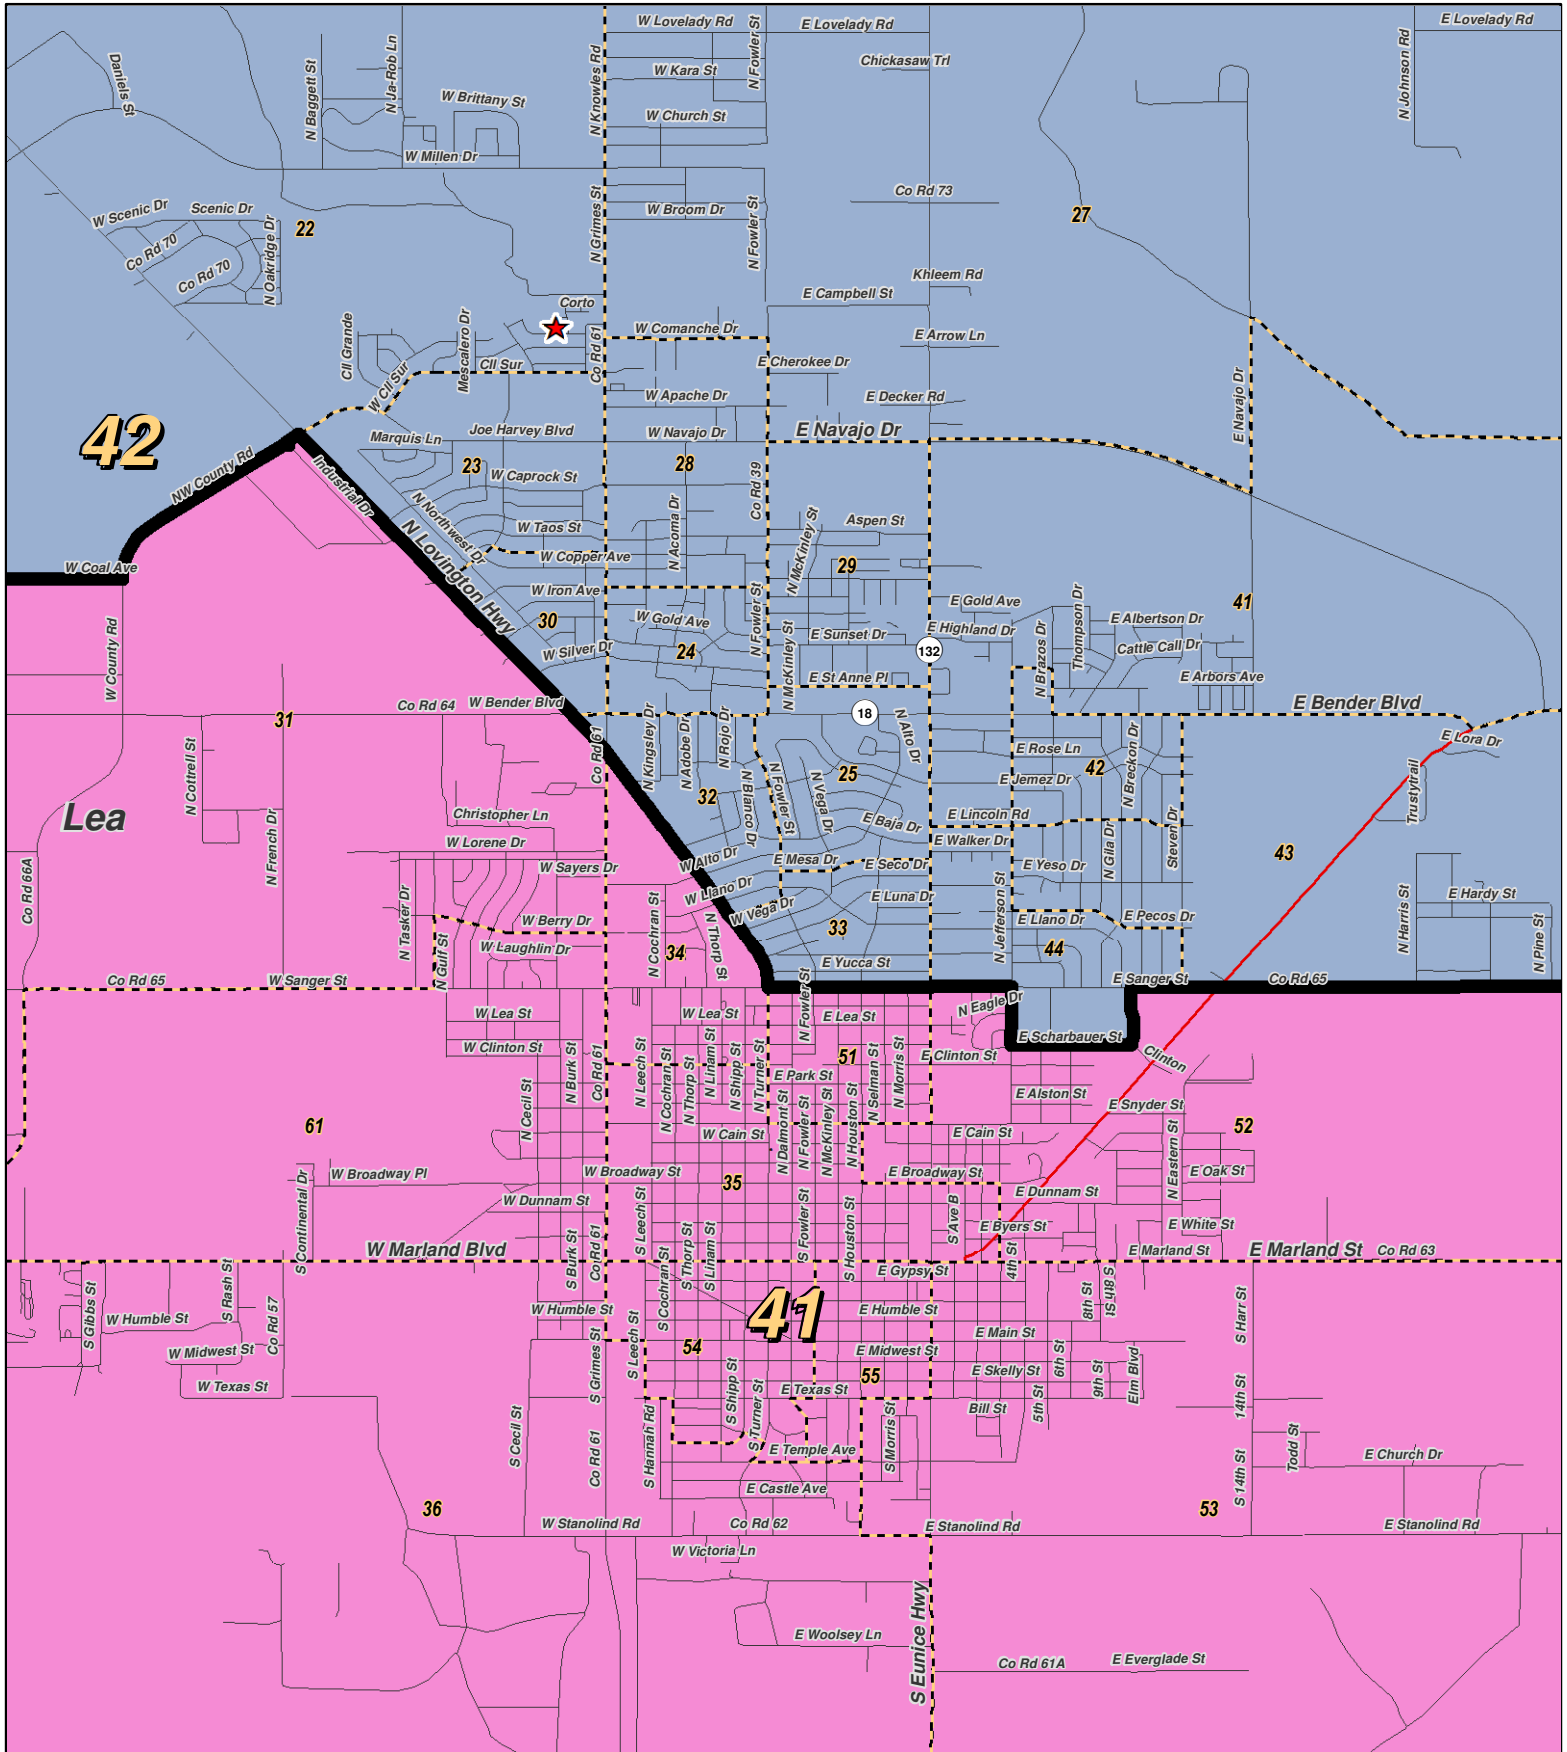 W Lovelady Rd
E Lovelady Rd
E Lovelady Rd
Daniels St
N Baggett St
N Ja-Rob Ln
N Knowles Rd
N Fowler St
N Johnson Rd
W Kara St
Chickasaw Trl
W Brittany St
W Church St
W Millen Dr
Co Rd 73
W Scenic Dr
Scenic Dr
22
27
W Broom Dr
N Grimes St
N Fowler St
Co Rd 70
Co Rd 70
N Oakridge Dr
Khleem Rd
E Campbell St
Corto
Cll Grande
Mescalero Dr
Co Rd 61
W Comanche Dr
E Arrow Ln
Cll Sur
W Cll Sur
E Cherokee Dr
W Apache Dr
E Decker Rd
N Navajo Dr
42
Marquis Ln
Joe Harvey Blvd
W Navajo Dr
E Navajo Dr
NW County Rd
Industrial Dr
23
W Caprock St
28
Co Rd 39
N Northwest Dr
N Lovington Hwy
W Taos St
N Acoma Dr
N McKinley St
Aspen St
W Coal Ave
W Copper Ave
29
W Iron Ave
30
W Gold Ave
N Fowler St
E Gold Ave
Thompson Dr
E Albertson Dr
41
W County Rd
W Silver Dr
24
N McKinley St
E Sunset Dr
E Highland Dr
N Brazos Dr
Cattle Call Dr
132
E St Anne Pl
E Arbors Ave
Co Rd 64
W Bender Blvd
31
18
E Bender Blvd
N Cottrell St
Co Rd 61
N Kingsley Dr
N Adobe Dr
N Rojo Dr
N Alto Dr
E Rose Ln
N Breckon Dr
E Lora Dr
Lea
32
N Blanco Dr
N Fowler St
N Vega Dr
25
E Jemez Dr
42
Trustytrail
Christopher Ln
E Baja Dr
E Lincoln Rd
Steven Dr
N French Dr
W Lorene Dr
E Walker Dr
N Gila Dr
43
Co Rd 66A
W Sayers Dr
W Alto Dr
E Mesa Dr
E Seco Dr
E Yeso Dr
N Tasker Dr
N Cochran St
W Llano Dr
W Vega Dr
E Luna Dr
N Jefferson St
E Llano Dr
E Pecos Dr
N Harris St
E Hardy St
N Pine St
N Gulf St
W Berry Dr
W Laughlin Dr
34
N Thorp St
33
44
E Yucca St
Co Rd 65
W Sanger St
N Fowler St
E Sanger St
Co Rd 65
W Lea St
W Lea St
E Lea St
N Eagle Dr
W Clinton St
E Scharbauer St
N Burk St
Co Rd 61
N Leech St
N Cochran St
N Thorp St
N Linam St
N Shipp St
N Turner St
51
E Clinton St
Clinton
E Park St
N Selman St
N Morris St
N Cecil St
N Dalmont St
N Fowler St
N McKinley St
N Houston St
E Alston St
E Snyder St
61
W Cain St
E Cain St
N Eastern St
52
W Broadway Pl
W Broadway St
35
E Broadway St
E Oak St
S Continental Dr
W Dunnam St
S Leech St
E Dunnam St
W Marland Blvd
S Burk St
Co Rd 61
S Thorp St
S Linam St
S Fowler St
S Houston St
S Ave B
E Byers St
E White St
E Marland St
E Marland St
Co Rd 63
S Gibbs St
S Rash St
Co Rd 57
S Cochran St
E Gypsy St
4th St
8th St
S 8th St
S Harr St
W Humble St
W Humble St
41
E Humble St
W Midwest St
S Grimes St
S Leech St
54
E Main St
E Midwest St
6th St
W Texas St
S Shipp St
E Texas St
55
E Skelly St
9th St
Elm Blvd
S Cecil St
Co Rd 61
S Hannah Rd
S Turner St
E Temple Ave
S Morris St
Bill St
5th St
14th St
Todd St
E Church Dr
E Castle Ave
S 14th St
36
W Stanolind Rd
Co Rd 62
E Stanolind Rd
53
E Stanolind Rd
W Victoria Ln
S Eunice Hwy
E Woolsey Ln
Co Rd 61A
E Everglade St